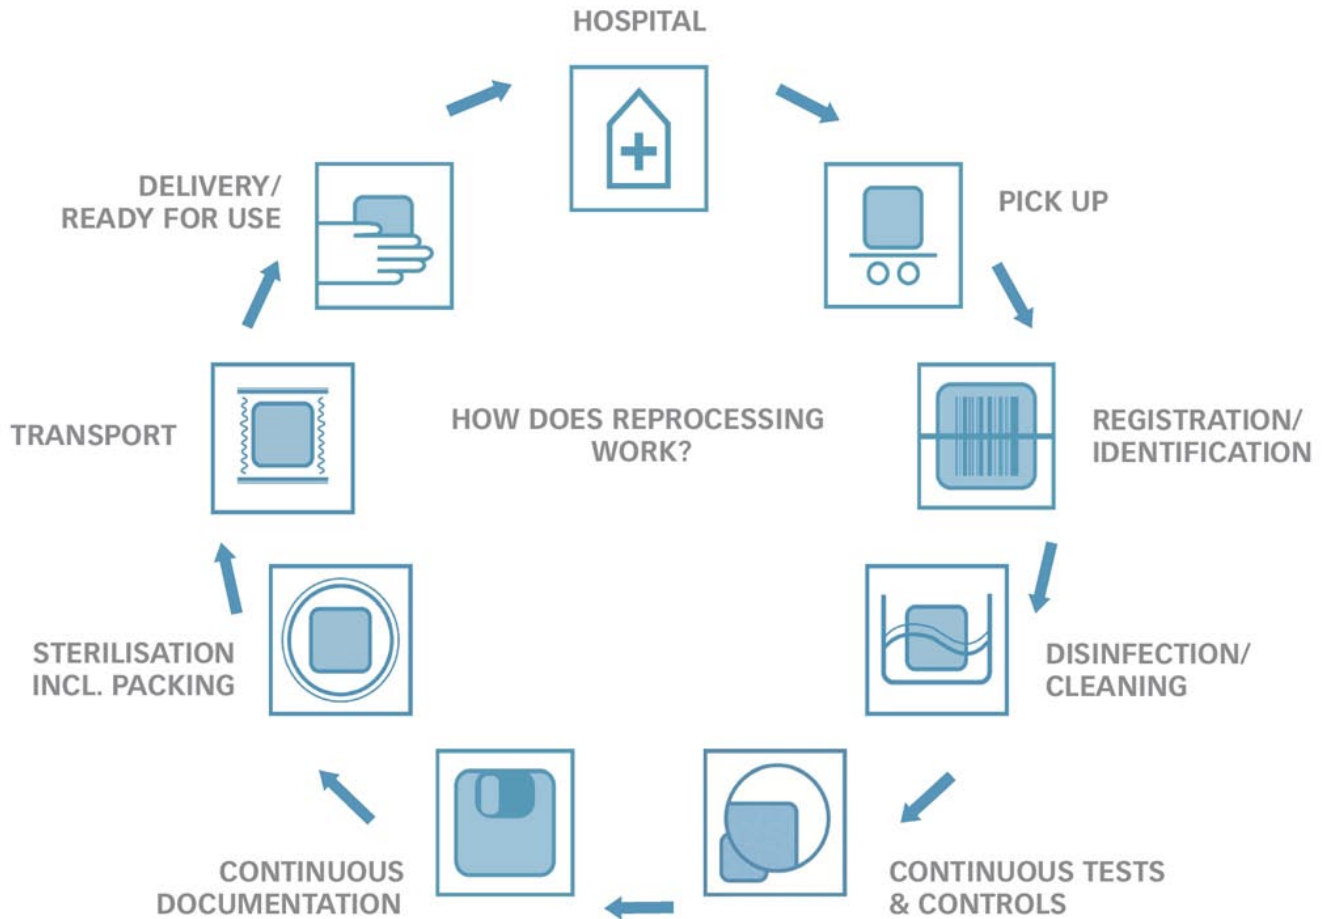 HOSPITAL
PICK UP
REGISTRATION/
IDENTIFICATION
DISINFECTION/
CLEANING
CONTINUOUS TESTS
& CONTROLS
CONTINUOUS
DOCUMENTATION
STERILISATION
INCL. PACKING
TRANSPORT
DELIVERY/
READY FOR USE
HOW DOES REPROCESSING
WORK?